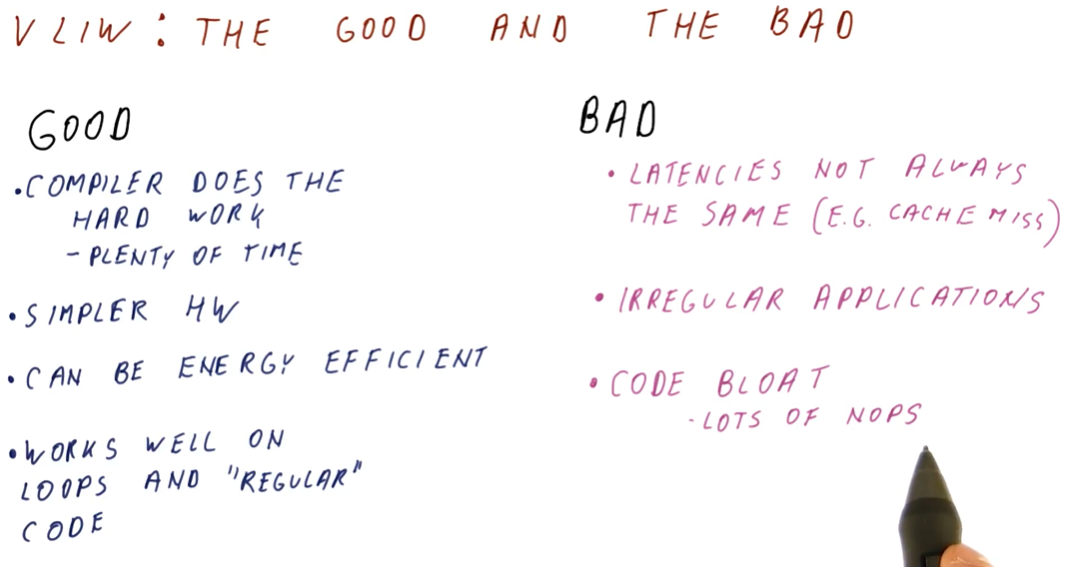 VLIW: THE GOOD AND THE BAD
GOOD
•COMPILER DOES THE
HARD WORK
- PLENTY OF TIME
•SIMPLER HW
•CAN BE ENERGY EFFICIENT
•WORKS WELL ON
LOOPS AND "REGULAR"
CODE
BAD
•LATENCIES NOT ALWAYS
THE SAME (E.G. CACHE MISS)
•IRREGULAR APPLICATIONS
•CODE BLOAT
-LOTS OF NOPS